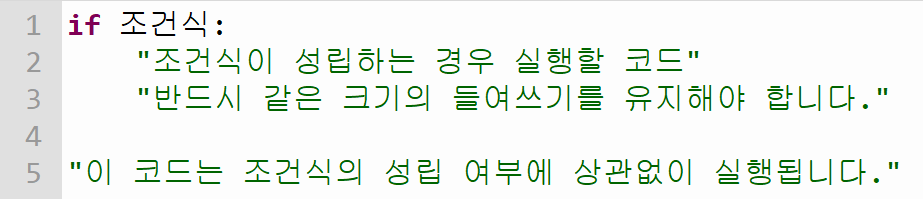 1 if 조건식:
2 "조건식이 성립하는 경우 실행할 코드"
3 "반드시 같은 크기의 들여쓰기를 유지해야 합니다."
4
5 "이 코드는 조건식의 성립 여부에 상관없이 실행됩니다."